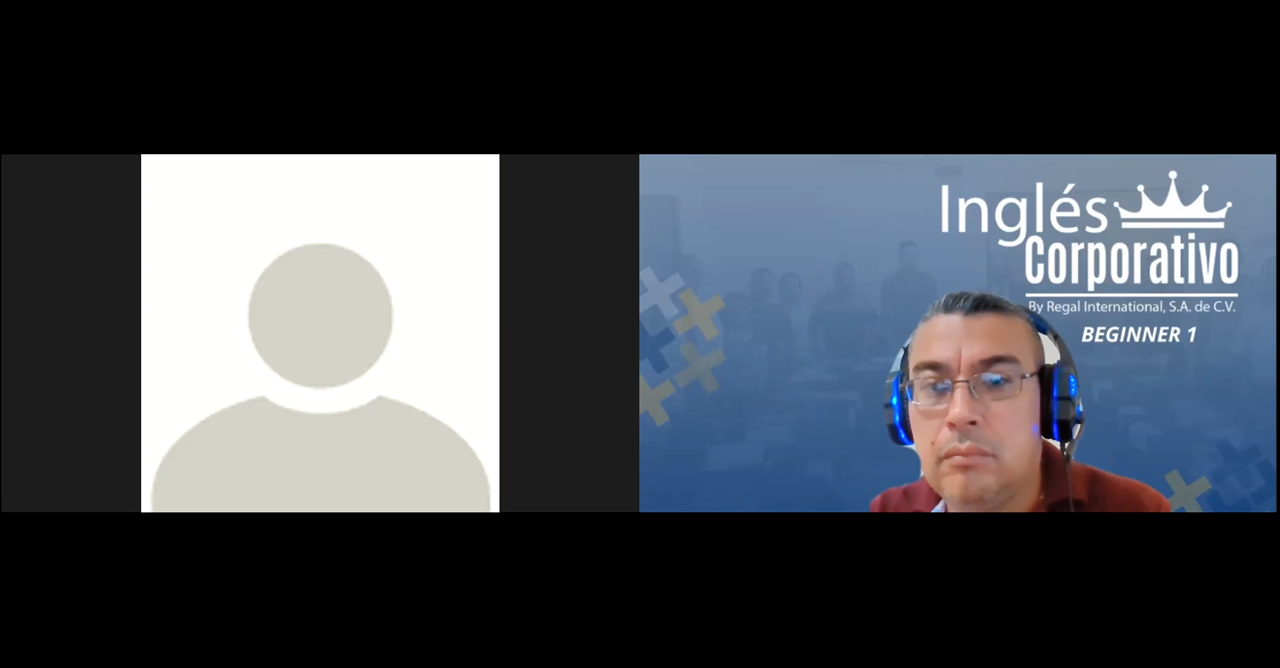 Inglés
Corporativo
By Regal International, S.A. de C.V.
BEGINNER 1